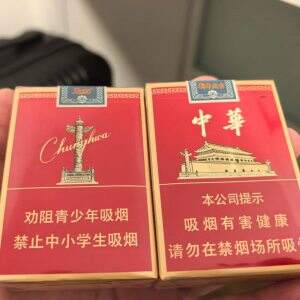 Chunghwa
劝阻青少年吸烟
禁止中小学生吸烟
中華
本公司提示
吸烟有害健康
请勿在禁烟场所吸